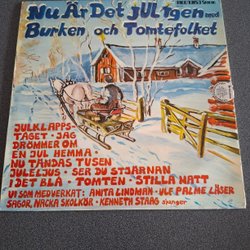 Nu Är Det JUL igen med
Burken och Tomtefolket
JULKLAPPS-
TÅGET · JAG
DRÖMMER OM
EN JUL HEMMA ·
NU TÄNDAS TUSEN
JULELJUS · SER DU STJÄRNAN
I DET BLÅ · TOMTEN · STILLA NATT
VI SOM MEDVERKAT: ANITA LINDMAN · ULF PALME LÄSER
SAGOR, NACKA SKOLKÖR · KENNETH STAAG sjunger